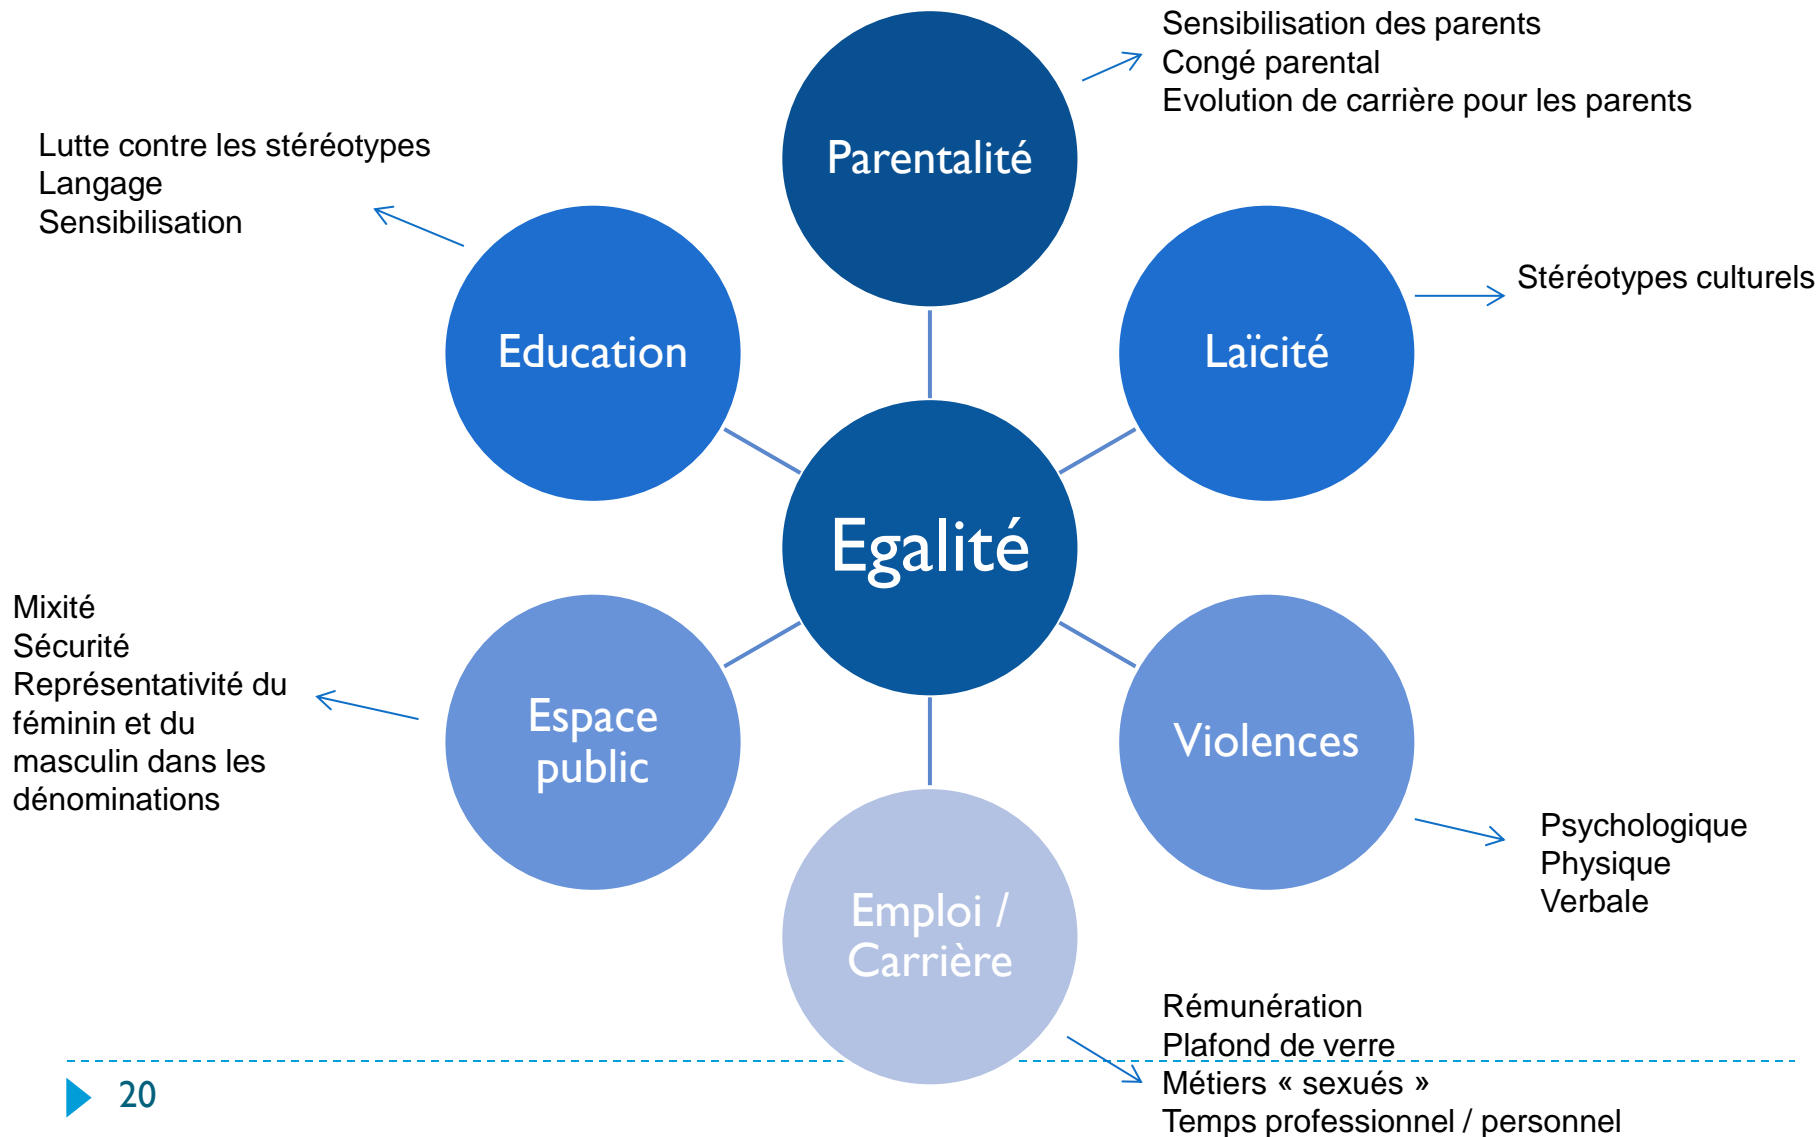 Sensibilisation des parents
Congé parental
Evolution de carrière pour les parents
Parentalité
Lutte contre les stéréotypes
Langage
Sensibilisation
Education
Laïcité
Stéréotypes culturels
Egalité
Mixité
Sécurité
Représentativité du
féminin et du
masculin dans les
dénominations
Espace
public
Violences
Psychologique
Physique
Verbale
Emploi /
Carrière
Rémunération
Plafond de verre
Métiers « sexués »
Temps professionnel / personnel
20